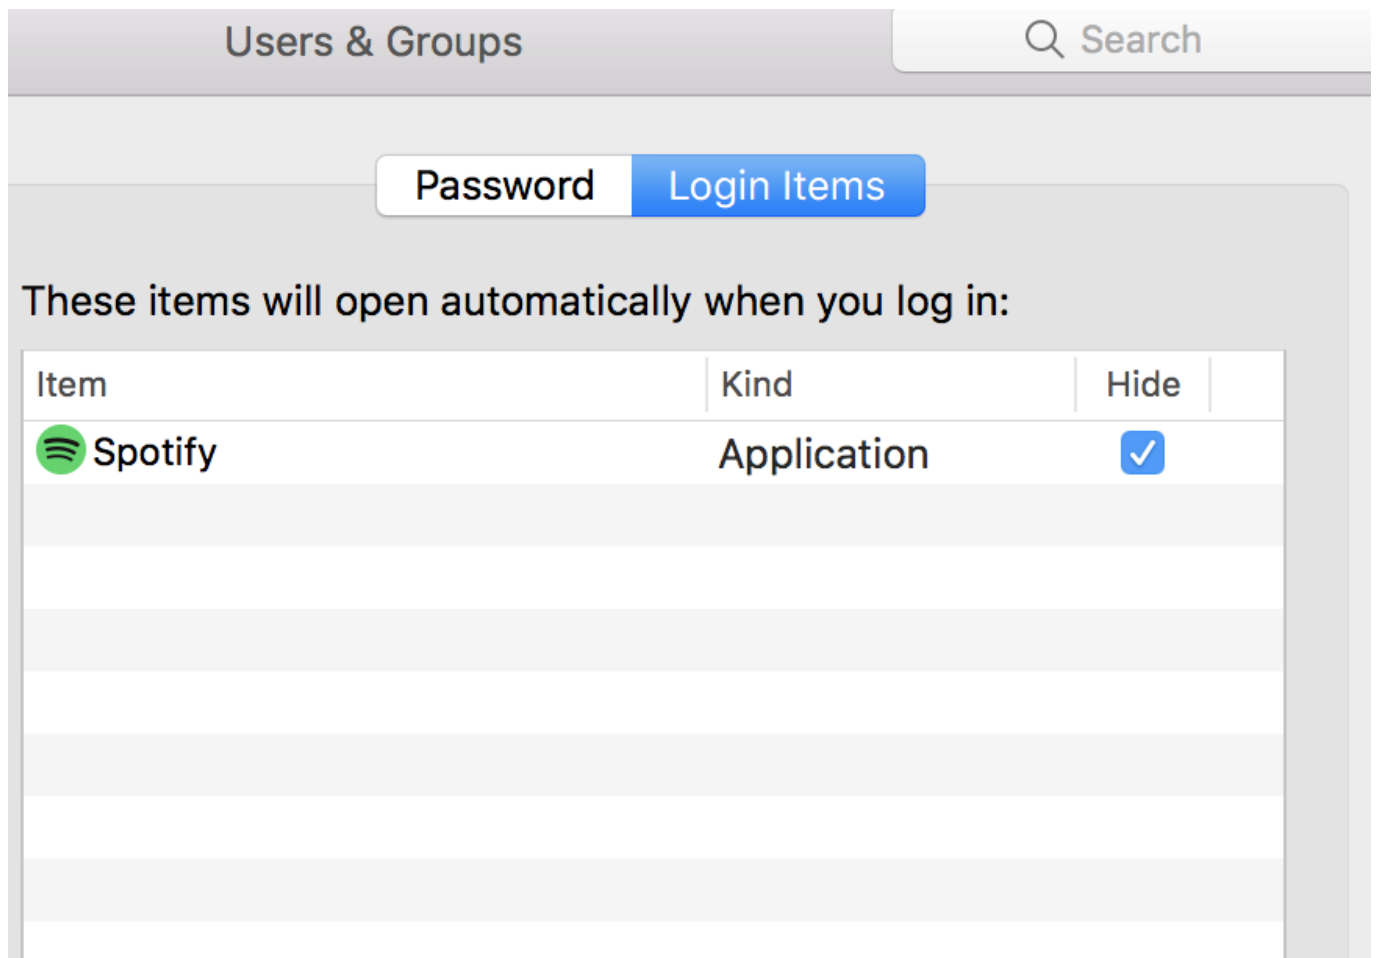 Users & Groups
Search
Password
Login Items
These items will open automatically when you log in:
Item Kind Hide
Spotify Application